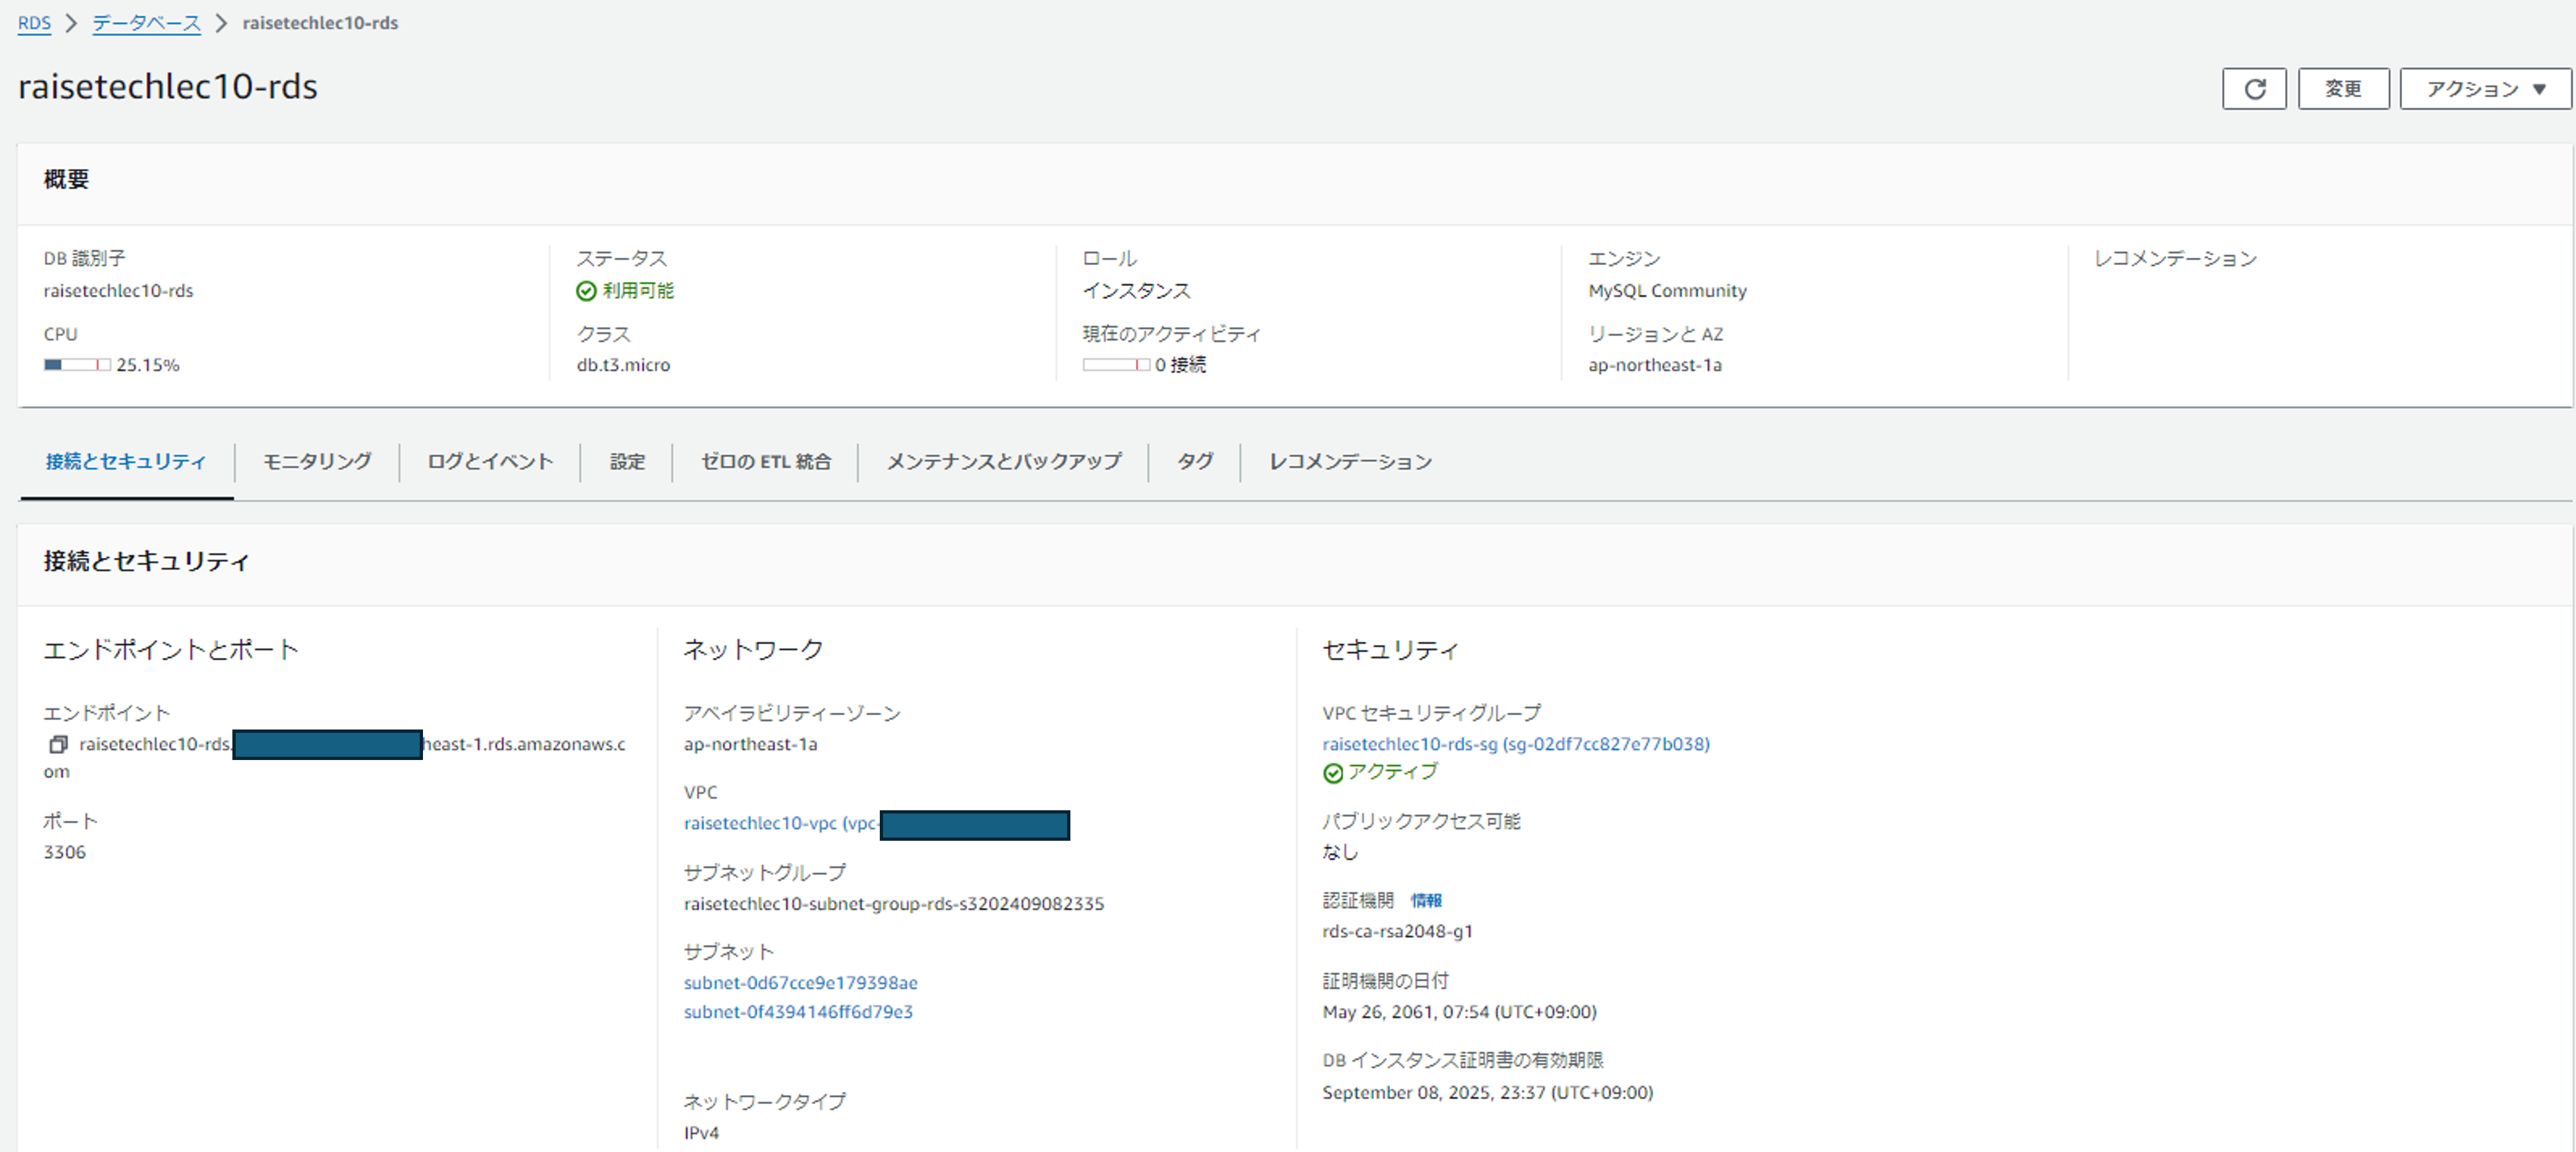 RDS > データベース > raisetechlec10-rds
raisetechlec10-rds
変更
アクション ▼
概要
DB 識別子
raisetechlec10-rds
CPU
25.15%
ステータス
利用可能
クラス
db.t3.micro
ロール
インスタンス
現在のアクティビティ
0 接続
エンジン
MySQL Community
リージョンと AZ
ap-northeast-1a
レコメンデーション
接続とセキュリティ
モニタリング
ログとイベント
設定
ゼロの ETL 統合
メンテナンスとバックアップ
タグ
レコメンデーション
接続とセキュリティ
エンドポイントとポート
エンドポイント
raisetechlec10-rds. heast-1.rds.amazonaws.c
om
ポート
3306
ネットワーク
アベイラビリティーゾーン
ap-northeast-1a
VPC
raisetechlec10-vpc (vpc-
サブネットグループ
raisetechlec10-subnet-group-rds-s3202409082335
サブネット
subnet-0d67cce9e179398ae
subnet-0f4394146ff6d79e3
ネットワークタイプ
IPv4
セキュリティ
VPC セキュリティグループ
raisetechlec10-rds-sg (sg-02df7cc827e77b038)
アクティブ
パブリックアクセス可能
なし
認証機関 情報
rds-ca-rsa2048-g1
証明機関の日付
May 26, 2061, 07:54 (UTC+09:00)
DB インスタンス証明書の有効期限
September 08, 2025, 23:37 (UTC+09:00)